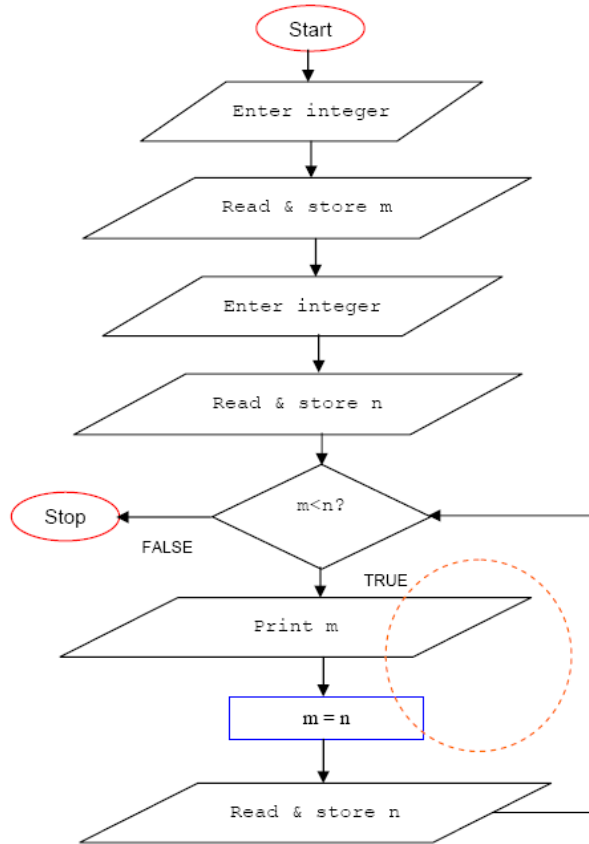 Start
Enter integer
Read & store m
Enter integer
Read & store n
m<n?
Stop
FALSE
TRUE
Print m
m = n
Read & store n